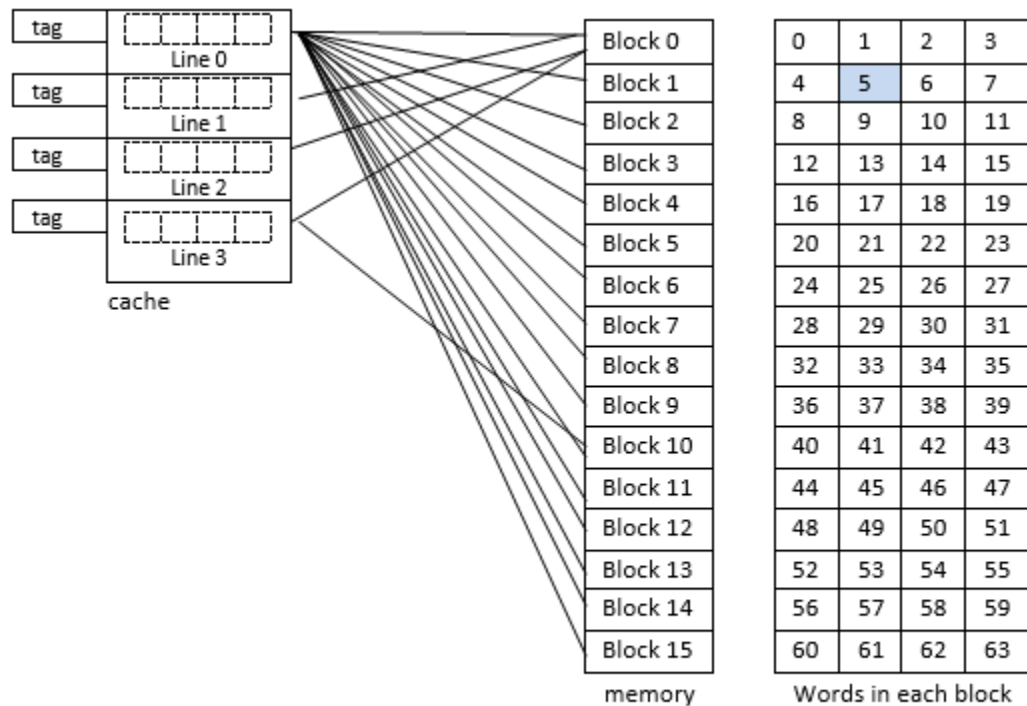 tag
Line 0
tag
Line 1
tag
Line 2
tag
Line 3
cache
Block 0
Block 1
Block 2
Block 3
Block 4
Block 5
Block 6
Block 7
Block 8
Block 9
Block 10
Block 11
Block 12
Block 13
Block 14
Block 15
memory
0 1 2 3
4 5 6 7
8 9 10 11
12 13 14 15
16 17 18 19
20 21 22 23
24 25 26 27
28 29 30 31
32 33 34 35
36 37 38 39
40 41 42 43
44 45 46 47
48 49 50 51
52 53 54 55
56 57 58 59
60 61 62 63
Words in each block